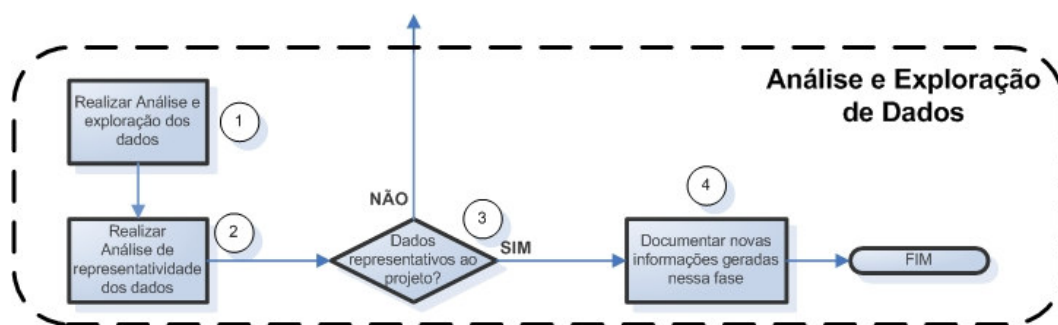 Análise e Exploração
de Dados
Realizar Análise e
exploração dos
dados
1
Realizar
Análise de
representatividade
dos dados
2
NÃO
Dados
representativos ao
projeto?
3
SIM
4
Documentar novas
informações geradas
nessa fase
FIM